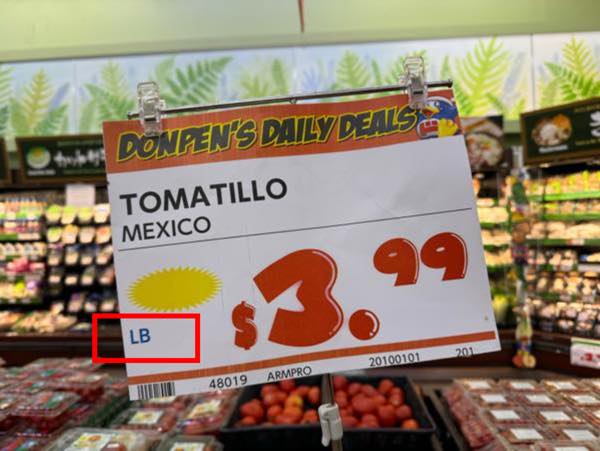 DONPEN'S DAILY DEALS
TOMATILLO
MEXICO
LB
$3.99
48019 ARMPRO 20100101 201